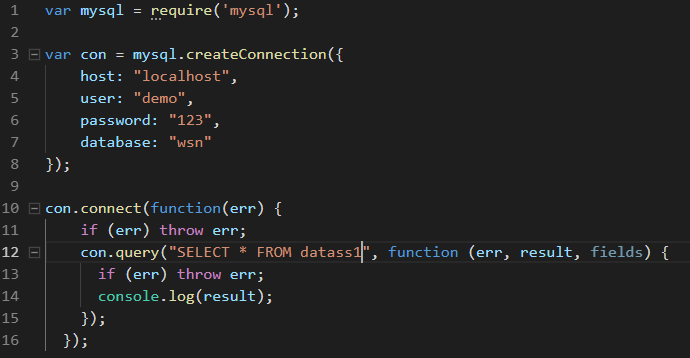 1 var mysql = require('mysql');
2
3 var con = mysql.createConnection({
4 host: "localhost",
5 user: "demo",
6 password: "123",
7 database: "wsn"
8 });
9
10 con.connect(function(err) {
11 if (err) throw err;
12 con.query("SELECT * FROM datass1", function (err, result, fields) {
13 if (err) throw err;
14 console.log(result);
15 });
16 });